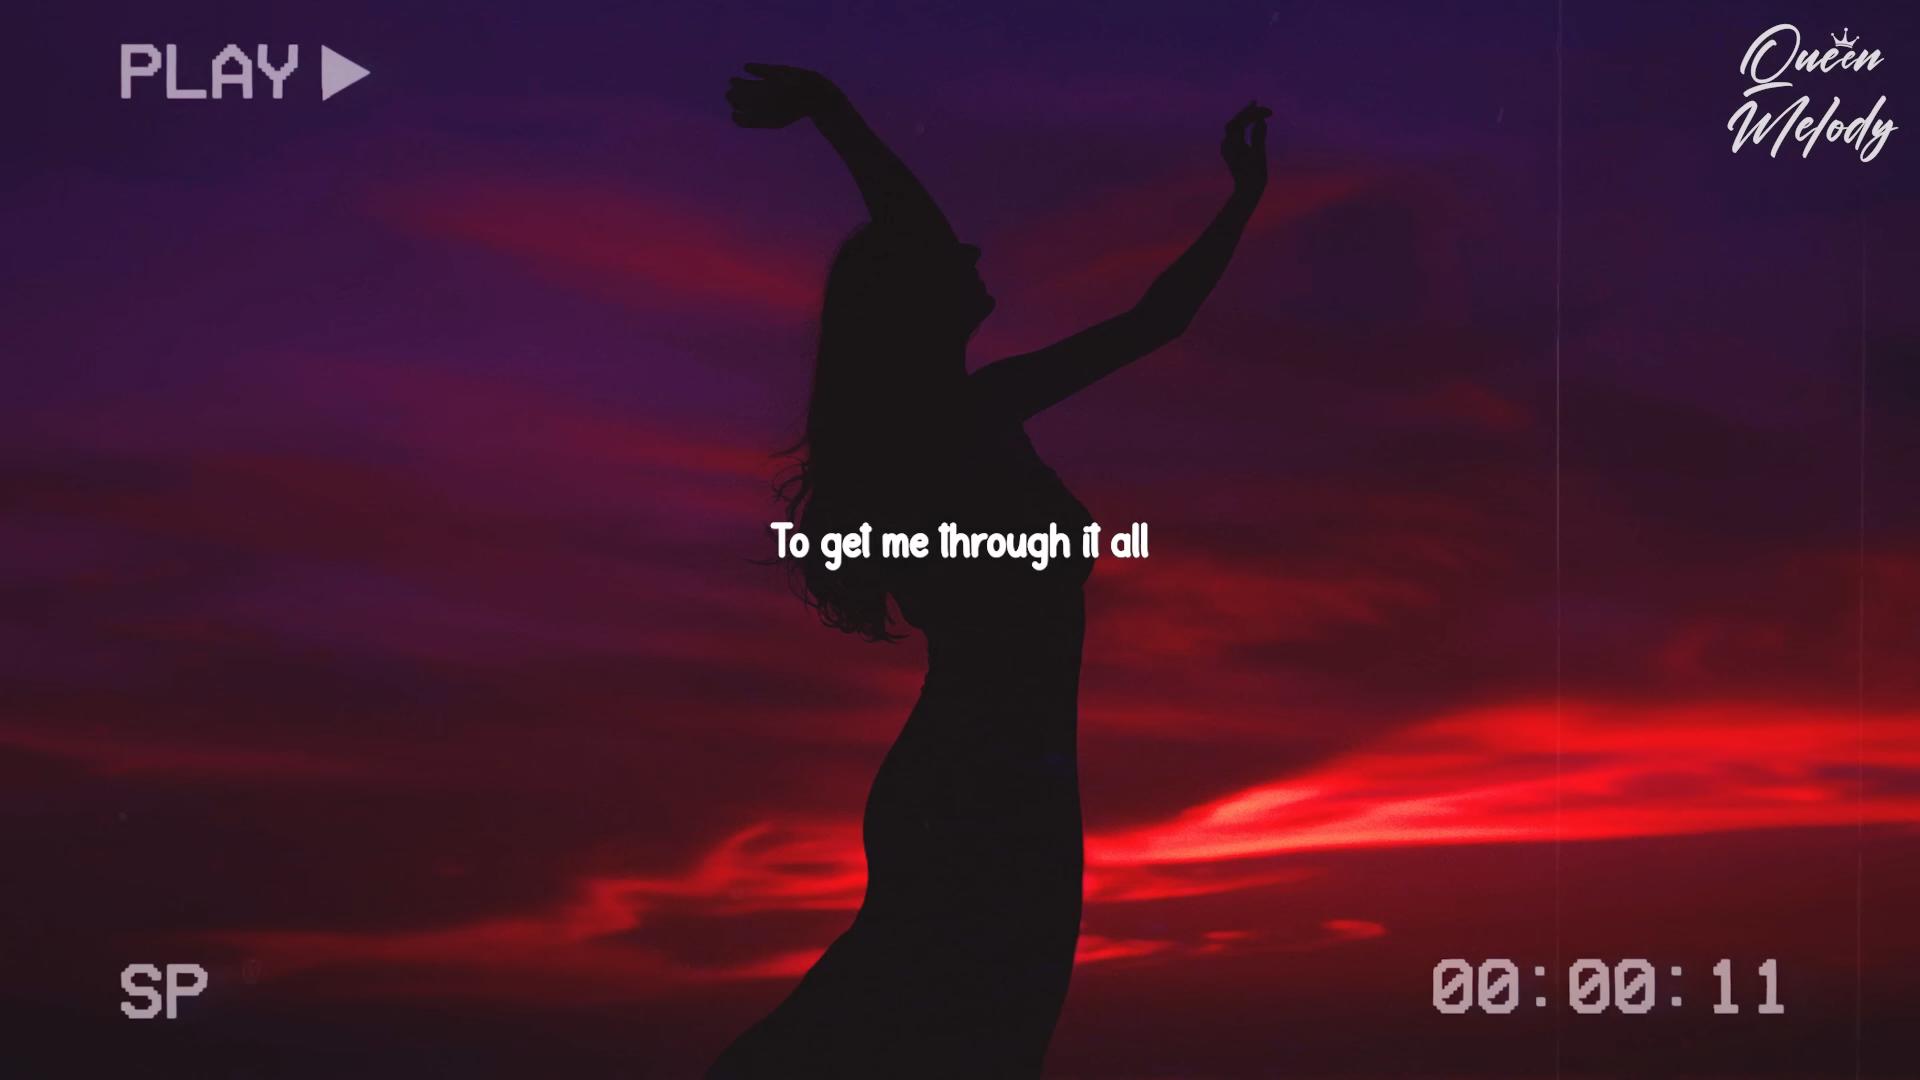 PLAY
Queen
Melody
To get me through it all
SP
00:00:11